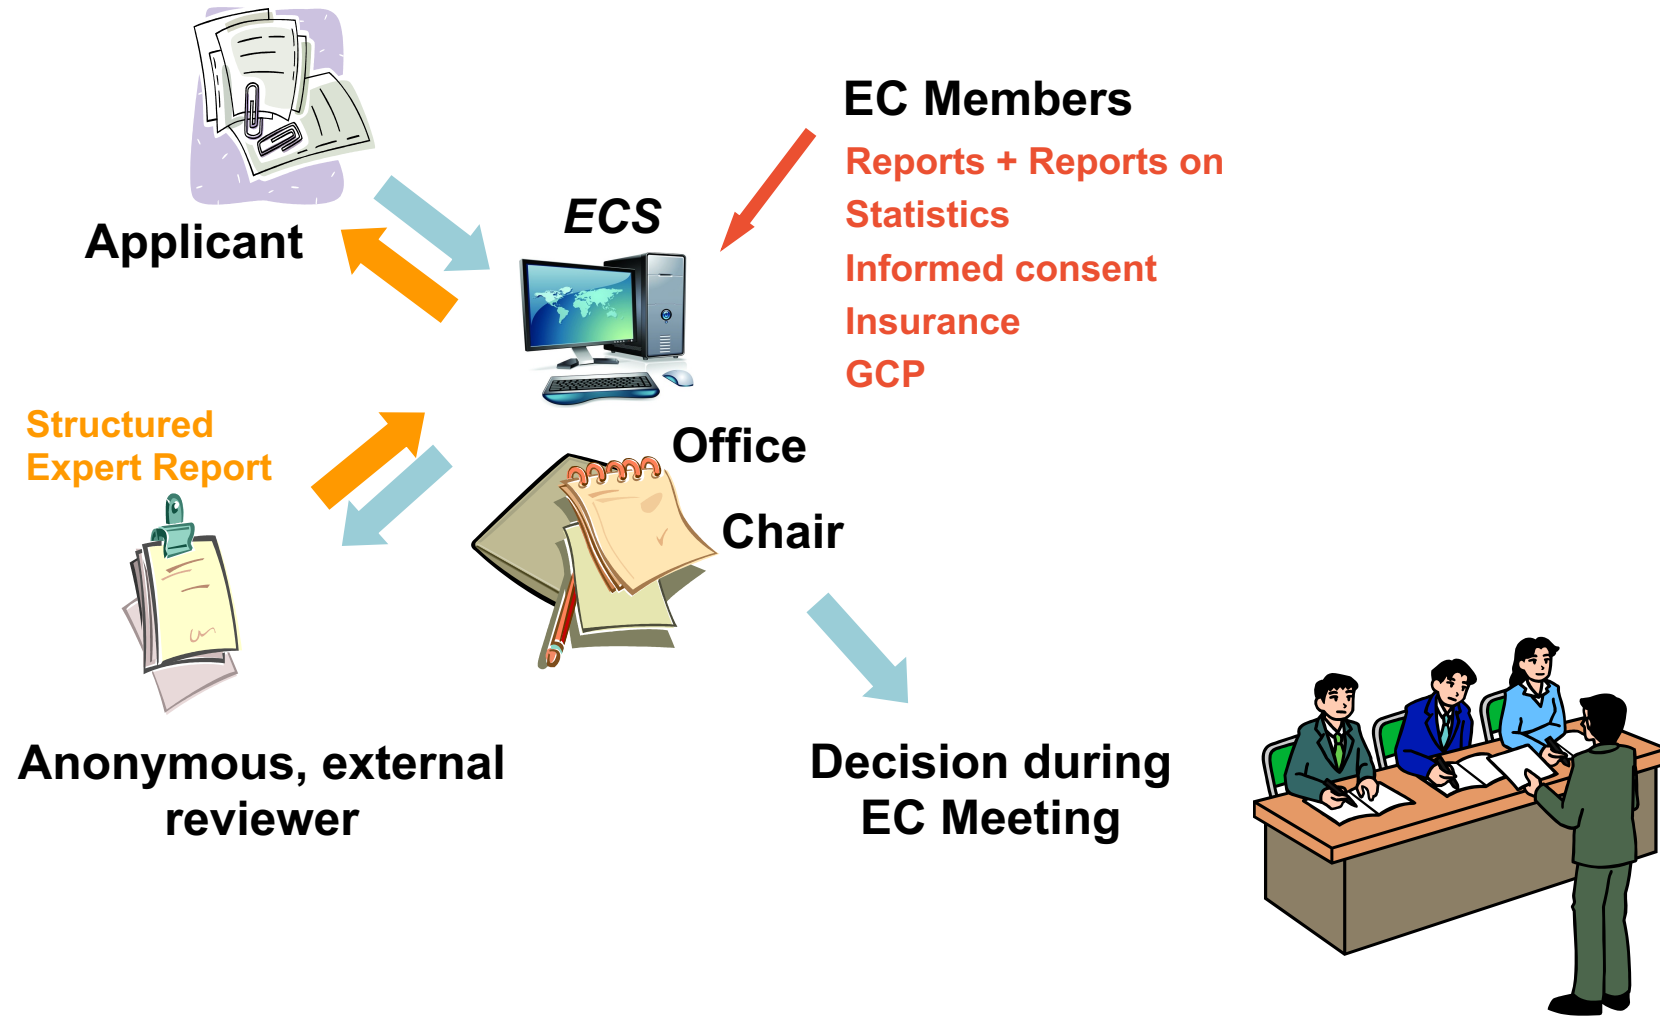 EC Members
Reports + Reports on
Statistics
Informed consent
Insurance
GCP
ECS
Applicant
Structured
Expert Report
Office
Chair
Anonymous, external
reviewer
Decision during
EC Meeting